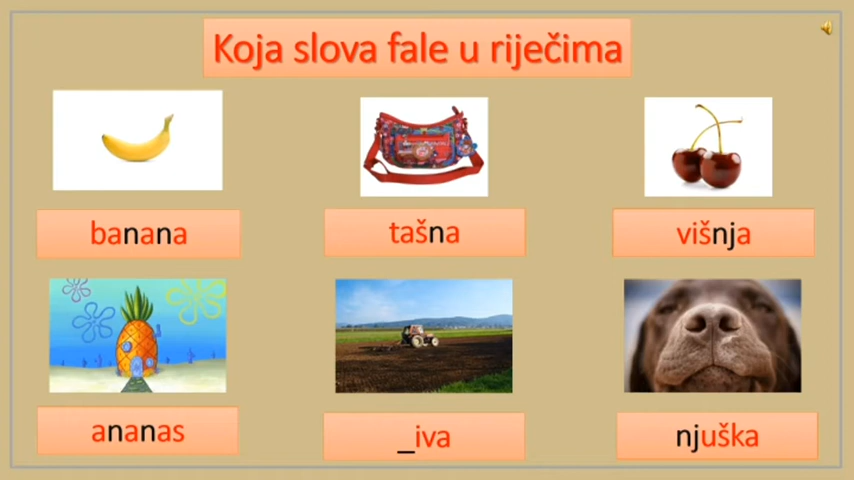 Koja slova fale u riječima
banana
tašna
višnja
ananas
_iva
njuška